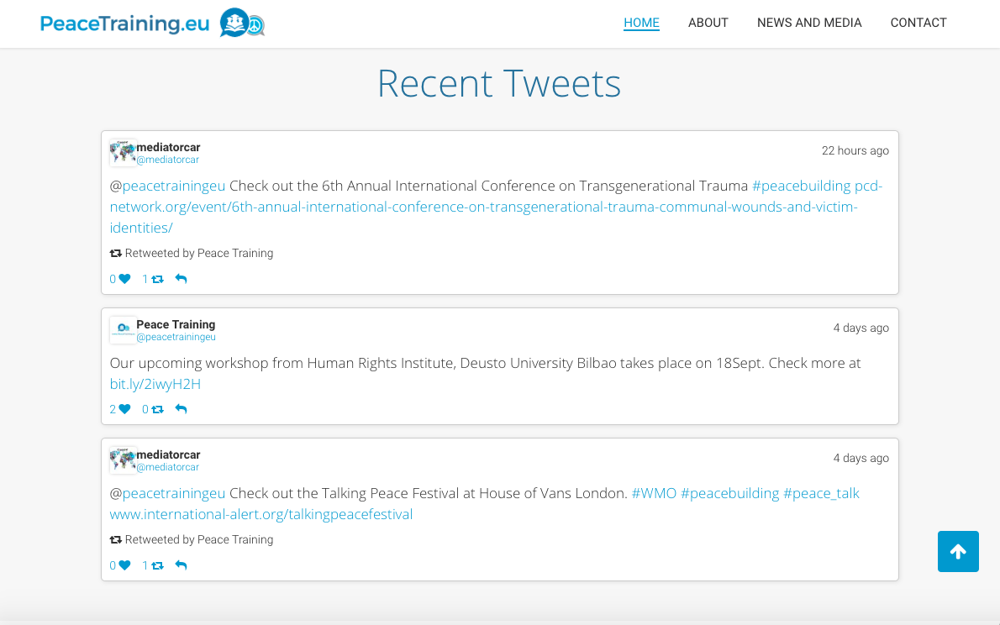 PeaceTraining.eu
HOME ABOUT NEWS AND MEDIA CONTACT
Recent Tweets
mediatorcar
@mediatorcar
22 hours ago
@peacetrainingeu Check out the 6th Annual International Conference on Transgenerational Trauma #peacebuilding pcd-
network.org/event/6th-annual-international-conference-on-transgenerational-trauma-communal-wounds-and-victim-
identities/
Retweeted by Peace Training
0 1
Peace Training
@peacetrainingeu
4 days ago
Our upcoming workshop from Human Rights Institute, Deusto University Bilbao takes place on 18Sept. Check more at
bit.ly/2iwyH2H
2 0
mediatorcar
@mediatorcar
4 days ago
@peacetrainingeu Check out the Talking Peace Festival at House of Vans London. #WMO #peacebuilding #peace_talk
www.international-alert.org/talkingpeacefestival
Retweeted by Peace Training
0 1